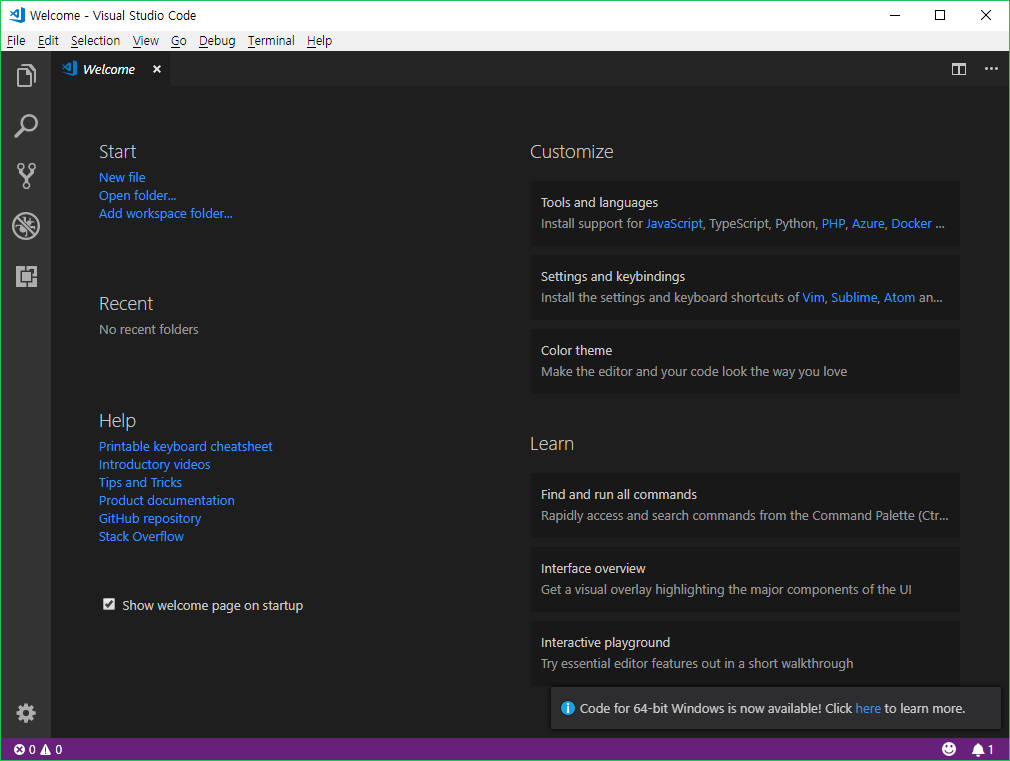 Welcome - Visual Studio Code
File Edit Selection View Go Debug Terminal Help
Welcome
Start
New file
Open folder...
Add workspace folder...
Recent
No recent folders
Help
Printable keyboard cheatsheet
Introductory videos
Tips and Tricks
Product documentation
GitHub repository
Stack Overflow
Show welcome page on startup
Customize
Tools and languages
Install support for JavaScript, TypeScript, Python, PHP, Azure, Docker ...
Settings and keybindings
Install the settings and keyboard shortcuts of Vim, Sublime, Atom an...
Color theme
Make the editor and your code look the way you love
Learn
Find and run all commands
Rapidly access and search commands from the Command Palette (Ctr...
Interface overview
Get a visual overlay highlighting the major components of the UI
Interactive playground
Try essential editor features out in a short walkthrough
Code for 64-bit Windows is now available! Click here to learn more.
0 0
1